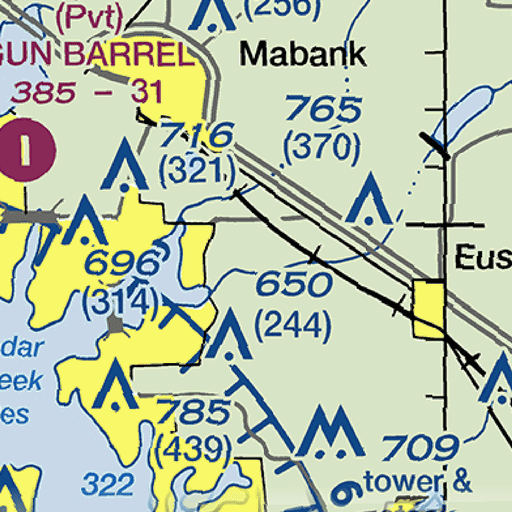 (256)
(Pvt)
GUN BARREL
385 - 31
I
Mabank
765
(370)
716
(321)
696
(314)
650
(244)
Eus
dar
eek
es
785
(439)
709
tower &
322
6